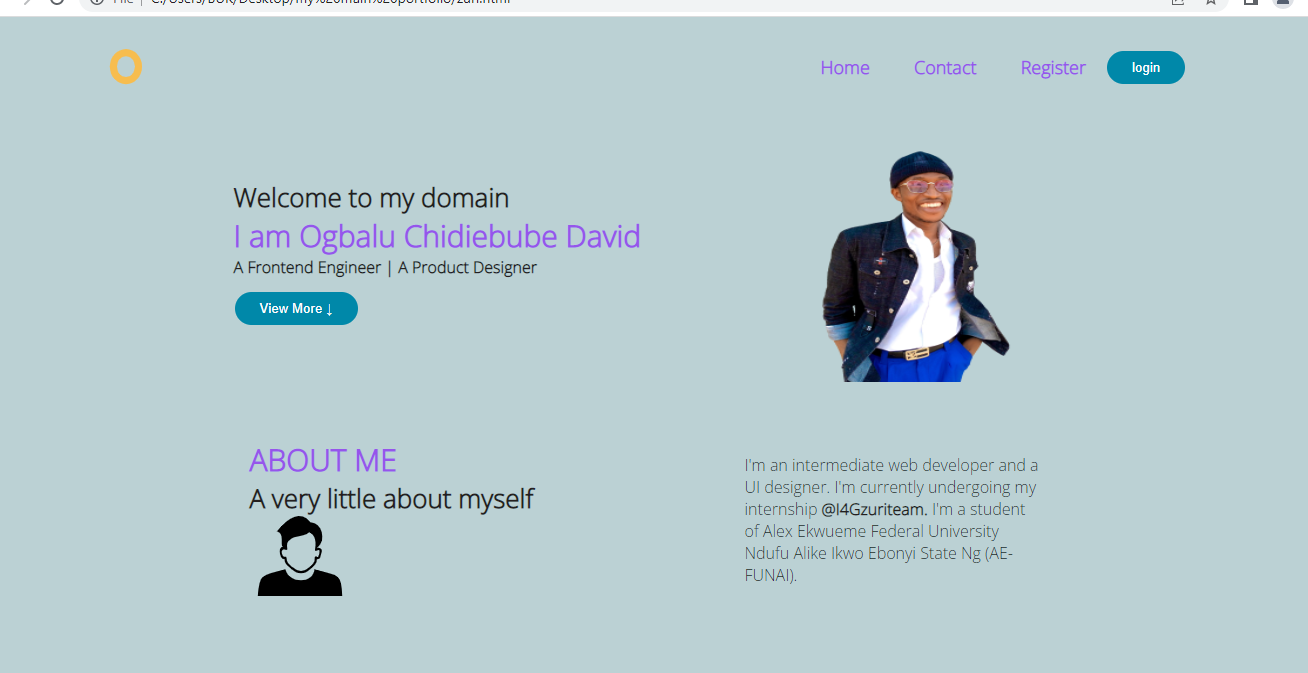 File | C:/Users/BUK/Desktop/my%20main%20portfolio/zuri.html
O
Home Contact Register login
Welcome to my domain
I am Ogbalu Chidiebube David
A Frontend Engineer | A Product Designer
View More ↓
ABOUT ME
A very little about myself
I'm an intermediate web developer and a
UI designer. I'm currently undergoing my
internship @I4Gzuriteam. I'm a student
of Alex Ekwueme Federal University
Ndufu Alike Ikwo Ebonyi State Ng (AE-
FUNAI).